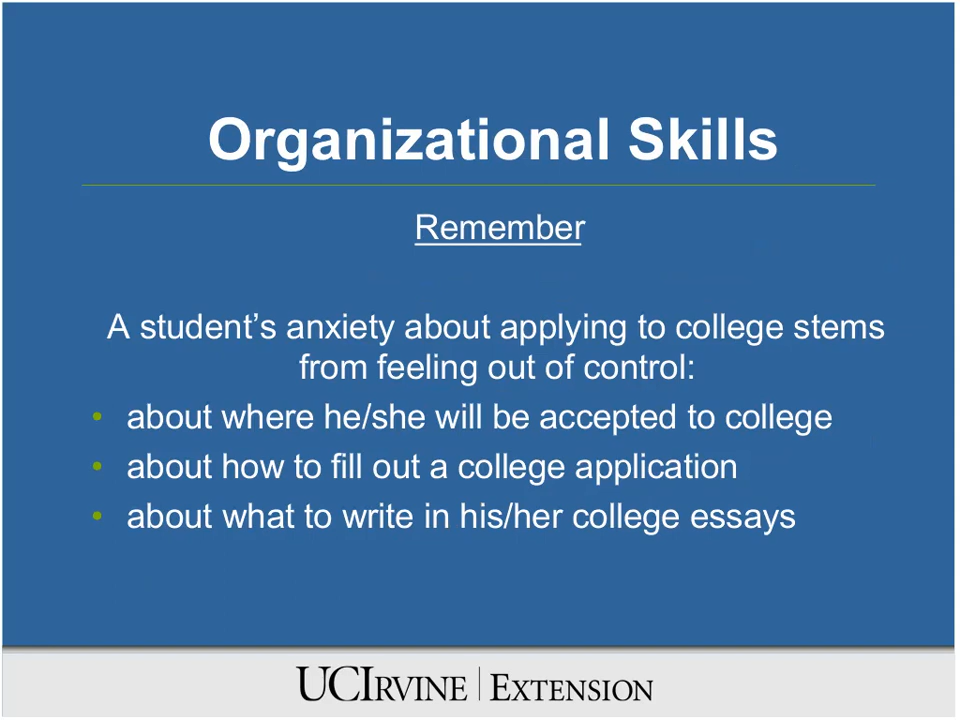 Organizational Skills
Remember
A student’s anxiety about applying to college stems
from feeling out of control:
• about where he/she will be accepted to college
• about how to fill out a college application
• about what to write in his/her college essays
UCIRVINE | EXTENSION